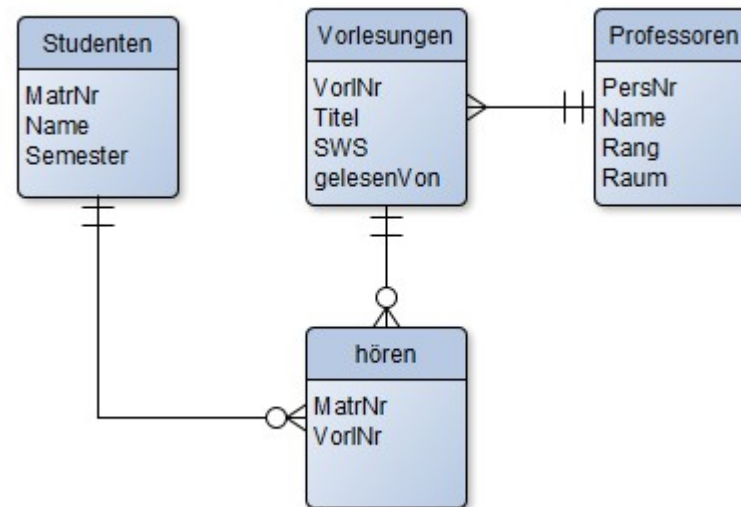 Studenten
MatrNr
Name
Semester
Vorlesungen
VorlNr
Titel
SWS
gelesenVon
Professoren
PersNr
Name
Rang
Raum
hören
MatrNr
VorlNr